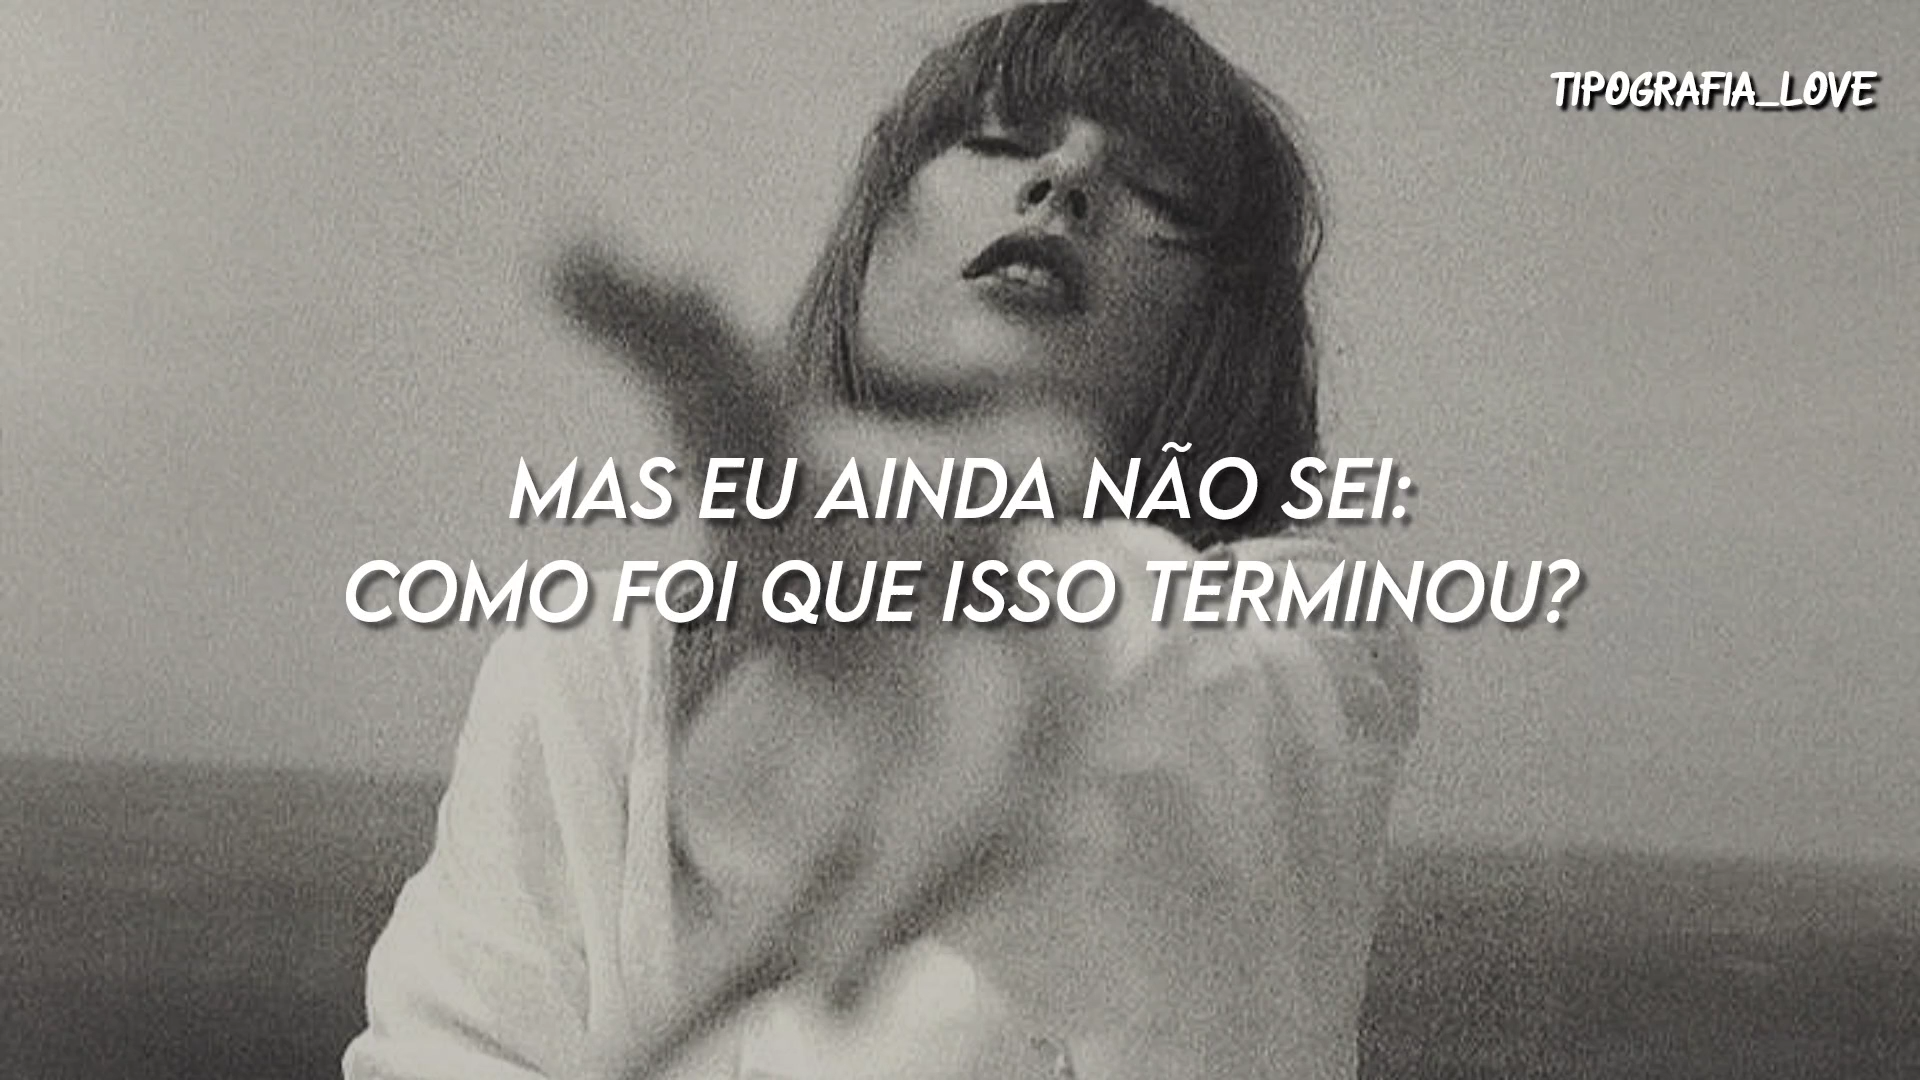 TIPOGRAFIA_LOVE
MAS EU AINDA NÃO SEI:
COMO FOI QUE ISSO TERMINOU?